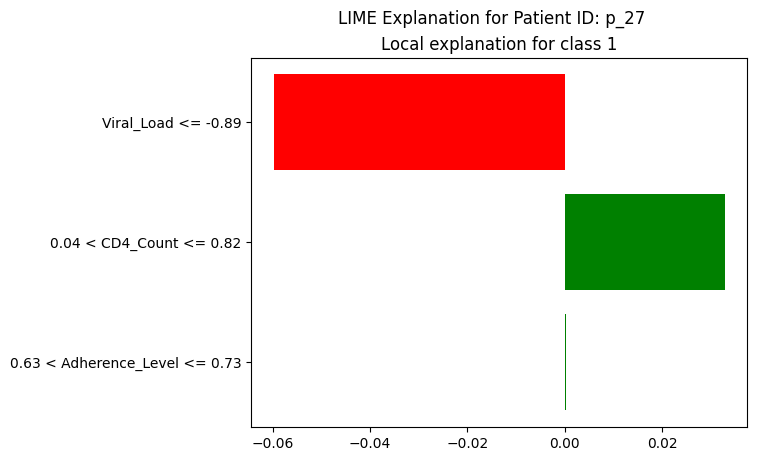 LIME Explanation for Patient ID: p_27
Local explanation for class 1
Viral_Load <= -0.89
0.04 < CD4_Count <= 0.82
0.63 < Adherence_Level <= 0.73
−0.06 −0.04 −0.02 0.00 0.02